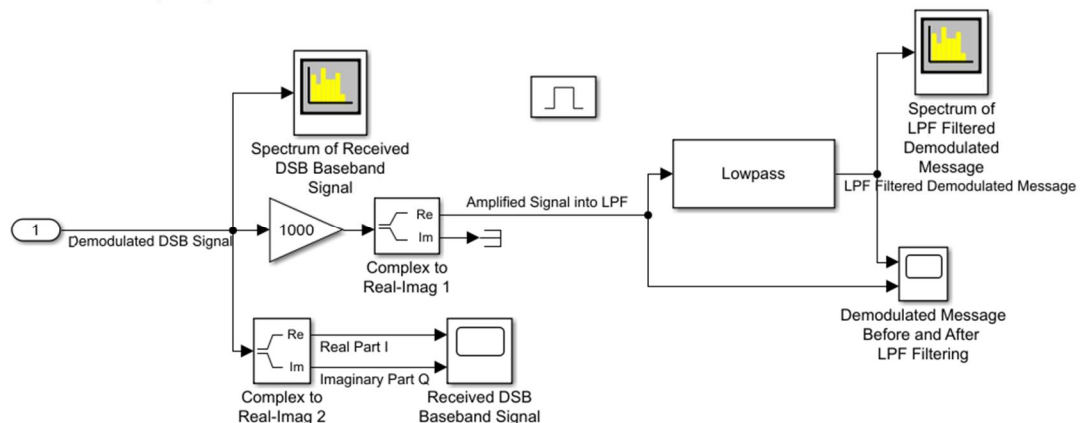 Spectrum of Received
DSB Baseband
Signal
Spectrum of
LPF Filtered
Demodulated
Message
Lowpass
LPF Filtered Demodulated Message
Amplified Signal into LPF
1
Demodulated DSB Signal
1000
Re
Im
Complex to
Real-Imag 1
Demodulated Message
Before and After
LPF Filtering
Re
Im
Real Part I
Imaginary Part Q
Complex to
Real-Imag 2
Received DSB
Baseband Signal